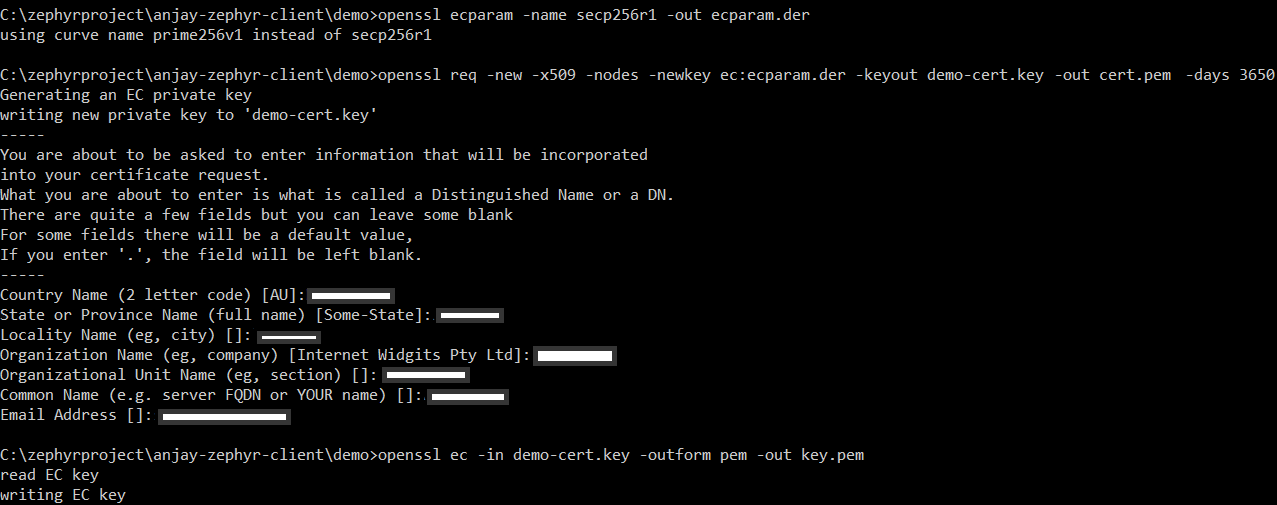 C:\zephyrproject\anjay-zephyr-client\demo>openssl ecparam -name secp256r1 -out ecparam.der
using curve name prime256v1 instead of secp256r1
C:\zephyrproject\anjay-zephyr-client\demo>openssl req -new -x509 -nodes -newkey ec:ecparam.der -keyout demo-cert.key -out cert.pem  -days 3650
Generating an EC private key
writing new private key to 'demo-cert.key'
-----
You are about to be asked to enter information that will be incorporated
into your certificate request.
What you are about to enter is what is called a Distinguished Name or a DN.
There are quite a few fields but you can leave some blank
For some fields there will be a default value,
If you enter '.', the field will be left blank.
-----
Country Name (2 letter code) [AU]:
State or Province Name (full name) [Some-State]:
Locality Name (eg, city) []:
Organization Name (eg, company) [Internet Widgits Pty Ltd]:
Organizational Unit Name (eg, section) []:
Common Name (e.g. server FQDN or YOUR name) []:
Email Address []:
C:\zephyrproject\anjay-zephyr-client\demo>openssl ec -in demo-cert.key -outform pem -out key.pem
read EC key
writing EC key